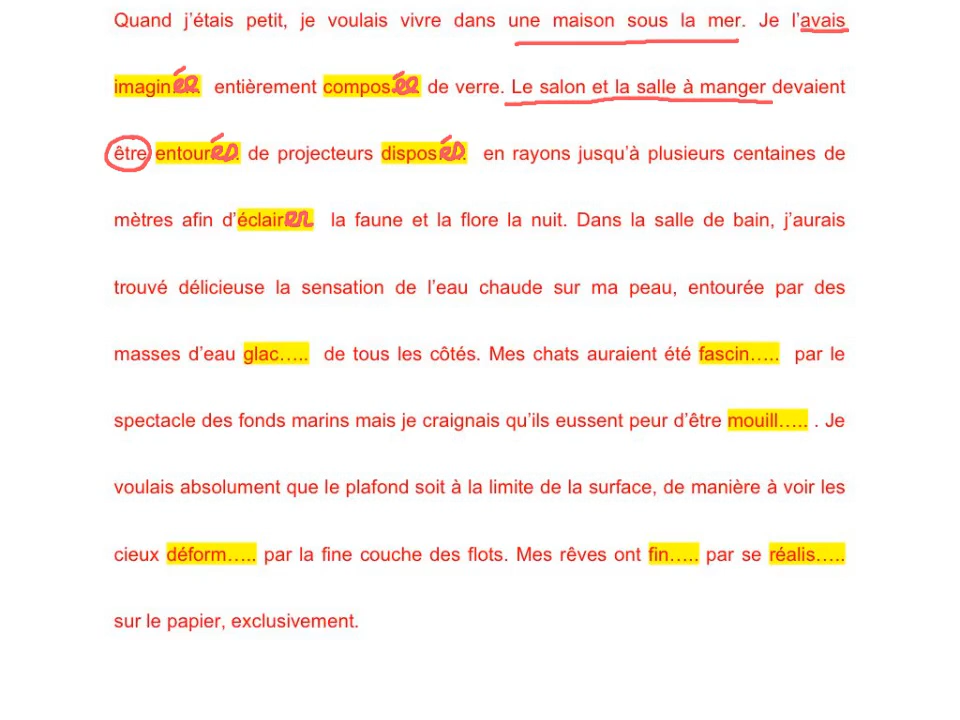 Quand j’étais petit, je voulais vivre dans une maison sous la mer. Je l’avais
imaginée entièrement composée de verre. Le salon et la salle à manger devaient
être entourés de projecteurs disposés en rayons jusqu’à plusieurs centaines de
mètres afin d’éclairer la faune et la flore la nuit. Dans la salle de bain, j’aurais
trouvé délicieuse la sensation de l’eau chaude sur ma peau, entourée par des
masses d’eau glac….. de tous les côtés. Mes chats auraient été fascin….. par le
spectacle des fonds marins mais je craignais qu’ils eussent peur d’être mouill….. . Je
voulais absolument que le plafond soit à la limite de la surface, de manière à voir les
cieux déform….. par la fine couche des flots. Mes rêves ont fin….. par se réalis…..
sur le papier, exclusivement.